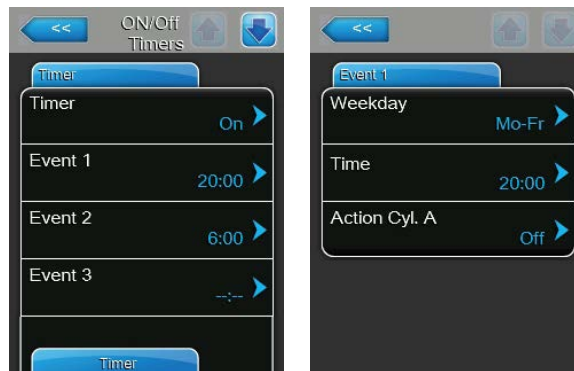 <<
ON/Off
Timers
Timer
Timer
On
Event 1
20:00
Event 2
6:00
Event 3
--:--
Timer
<<
Event 1
Weekday
Mo-Fr
Time
20:00
Action Cyl. A
Off